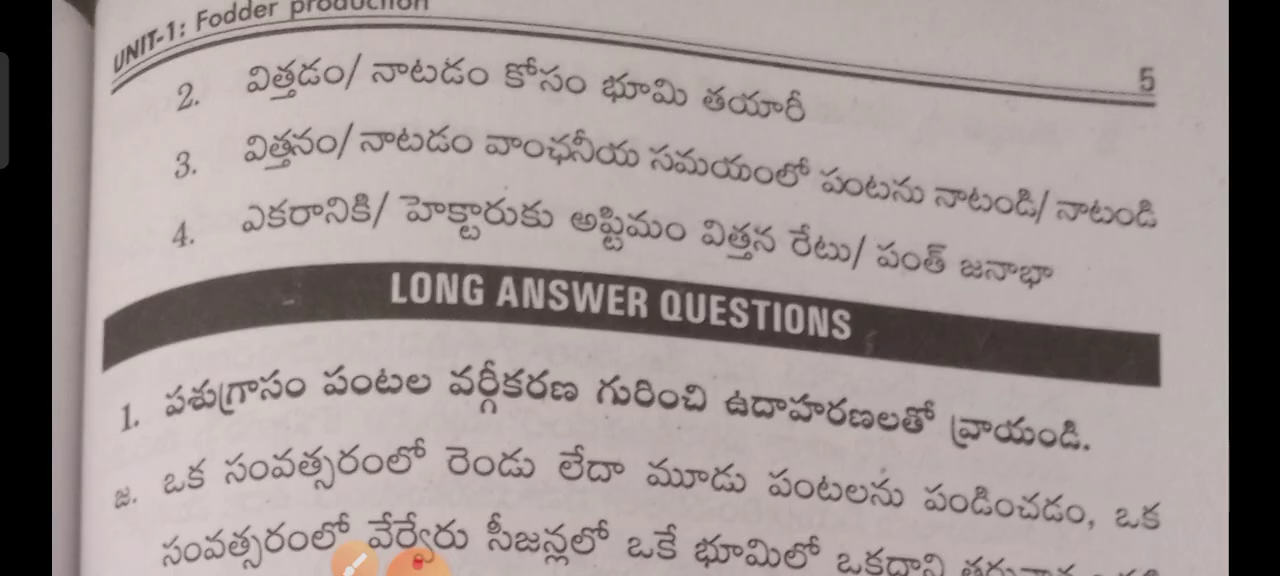 UNIT-1: Fodder production
5
2. విత్తడం/ నాటడం కోసం భూమి తయారీ
3. విత్తనం/ నాటడం వాంఛనీయ సమయంలో పంటను నాటండి/ నాటండి
4. ఎకరానికి/ హెక్టారుకు అప్టిమం విత్తన రేటు/ పంత్ జనాభా
LONG ANSWER QUESTIONS
1. పశుగ్రాసం పంటల వర్గీకరణ గురించి ఉదాహరణలతో వ్రాయండి.
జ. ఒక సంవత్సరంలో రెండు లేదా మూడు పంటలను పండించడం, ఒక
సంవత్సరంలో వేర్వేరు సీజన్లలో ఒకే భూమిలో ఒకదాని